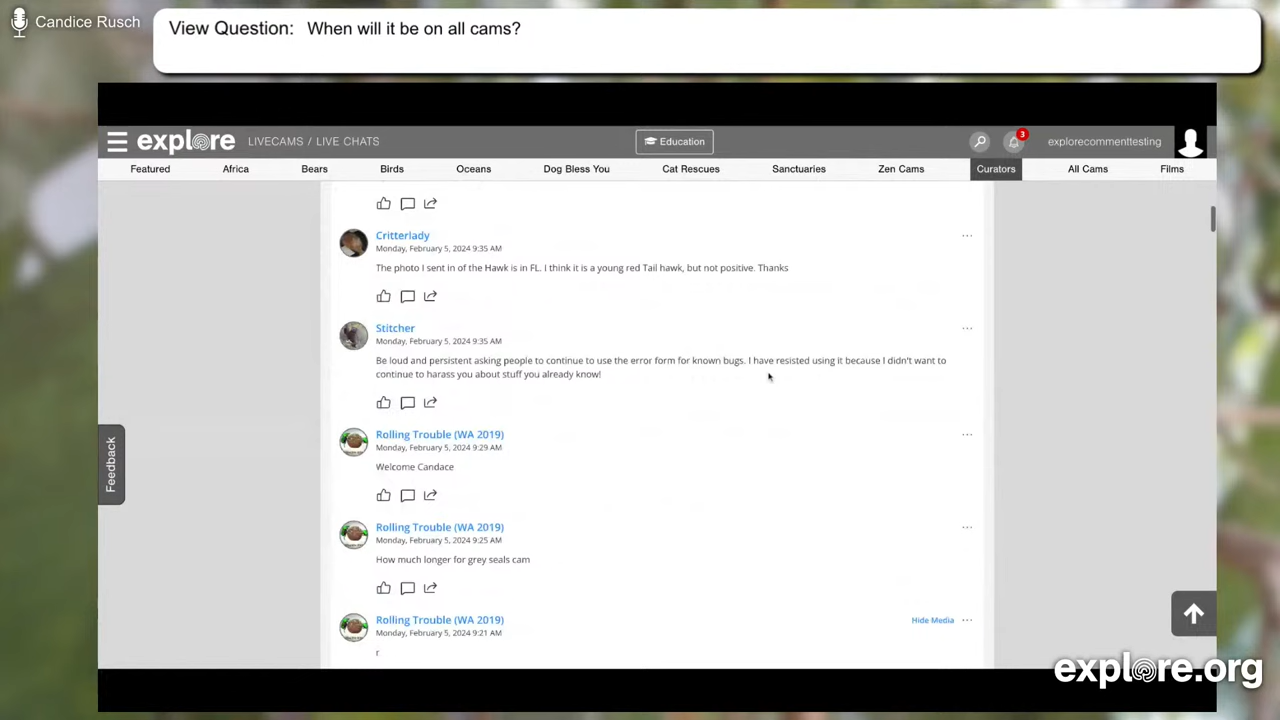 Candice Rusch
View Question: When will it be on all cams?
explore LIVECAMS / LIVE CHATS
Education
3
explorecommenttesting
Featured Africa Bears Birds Oceans Dog Bless You Cat Rescues Sanctuaries Zen Cams Curators All Cams Films
Critterlady
Monday, February 5, 2024 9:35 AM
The photo I sent in of the Hawk is in FL. I think it is a young red Tail hawk, but not positive. Thanks
Stitcher
Monday, February 5, 2024 9:35 AM
Be loud and persistent asking people to continue to use the error form for known bugs. I have resisted using it because I didn't want to
continue to harass you about stuff you already know!
Feedback
Rolling Trouble (WA 2019)
Monday, February 5, 2024 9:29 AM
Welcome Candace
Rolling Trouble (WA 2019)
Monday, February 5, 2024 9:25 AM
How much longer for grey seals cam
Rolling Trouble (WA 2019)
Hide Media
Monday, February 5, 2024 9:21 AM
r
explore.org